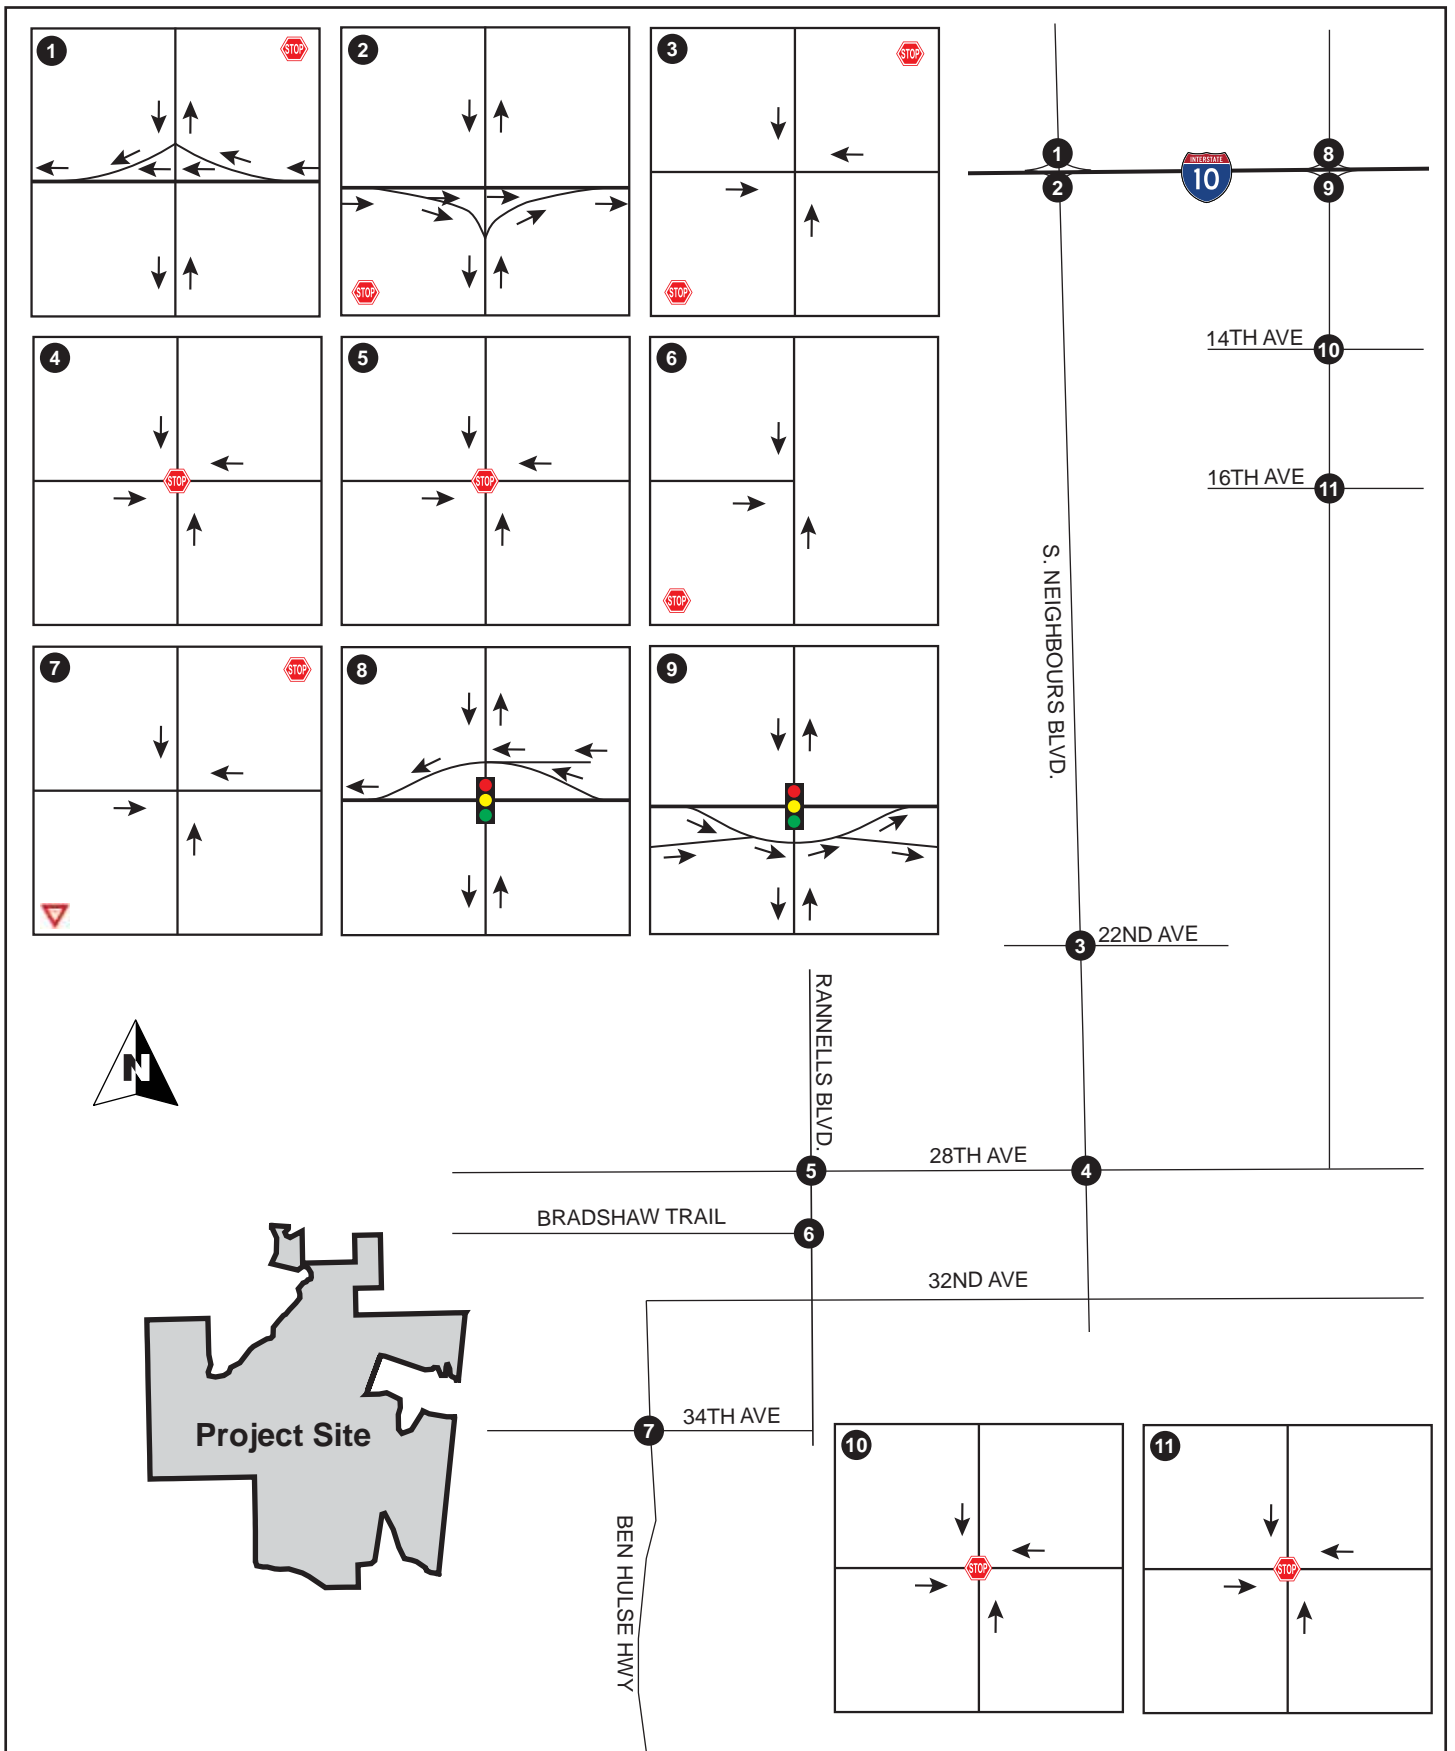 1
STOP
2
STOP
3
STOP
STOP
4
STOP
5
STOP
6
STOP
7
STOP
8
9
1
2
INTERSTATE
10
8
9
14TH AVE
10
16TH AVE
11
S. NEIGHBOURS BLVD.
3
22ND AVE
RANNELLS BLVD.
N
5
28TH AVE
4
BRADSHAW TRAIL
6
32ND AVE
Project Site
7
34TH AVE
BEN HULSE HWY
10
STOP
11
STOP